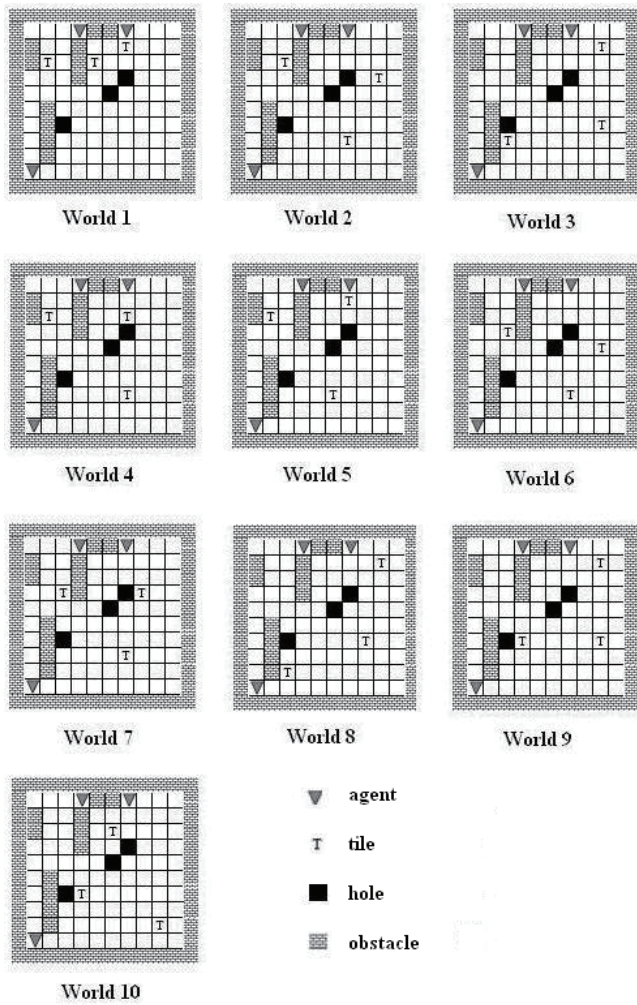 T
T T
World 1
T
T
T
World 2
T
T
T
World 3
T T
T
World 4
T
T
T
World 5
T
T
T
World 6
T T
T
World 7
T
T
T
World 8
T
T T
World 9
T
T
T
World 10
agent
T tile
hole
obstacle